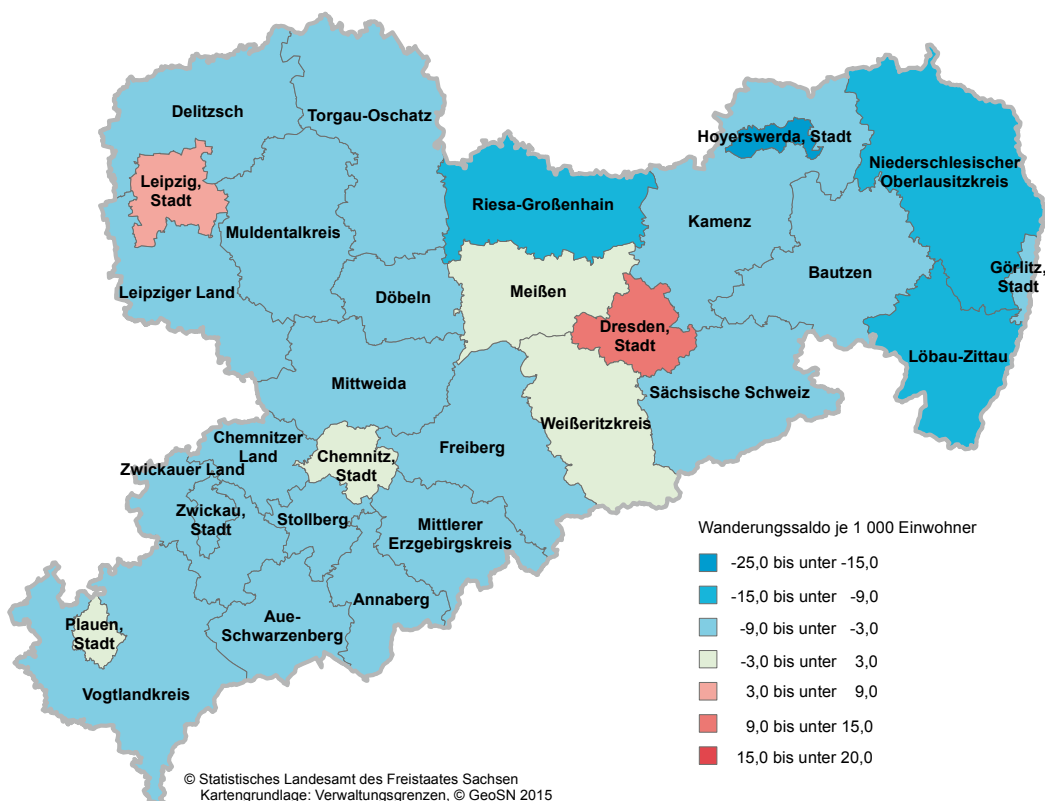 Delitzsch
Torgau-Oschatz
Hoyerswerda, Stadt
Niederschlesischer
Oberlausitzkreis
Leipzig,
Stadt
Riesa-Großenhain
Kamenz
Muldentalkreis
Bautzen
Görlitz,
Stadt
Leipziger Land
Döbeln
Meißen
Dresden,
Stadt
Löbau-Zittau
Mittweida
Sächsische Schweiz
Weißeritzkreis
Chemnitzer
Land
Chemnitz,
Stadt
Freiberg
Zwickauer Land
Zwickau,
Stadt
Stollberg
Mittlerer
Erzgebirgskreis
Annaberg
Aue-
Schwarzenberg
Plauen,
Stadt
Vogtlandkreis
Wanderungssaldo je 1 000 Einwohner
-25,0 bis unter -15,0
-15,0 bis unter -9,0
-9,0 bis unter -3,0
-3,0 bis unter 3,0
3,0 bis unter 9,0
9,0 bis unter 15,0
15,0 bis unter 20,0
© Statistisches Landesamt des Freistaates Sachsen
Kartengrundlage: Verwaltungsgrenzen, © GeoSN 2015